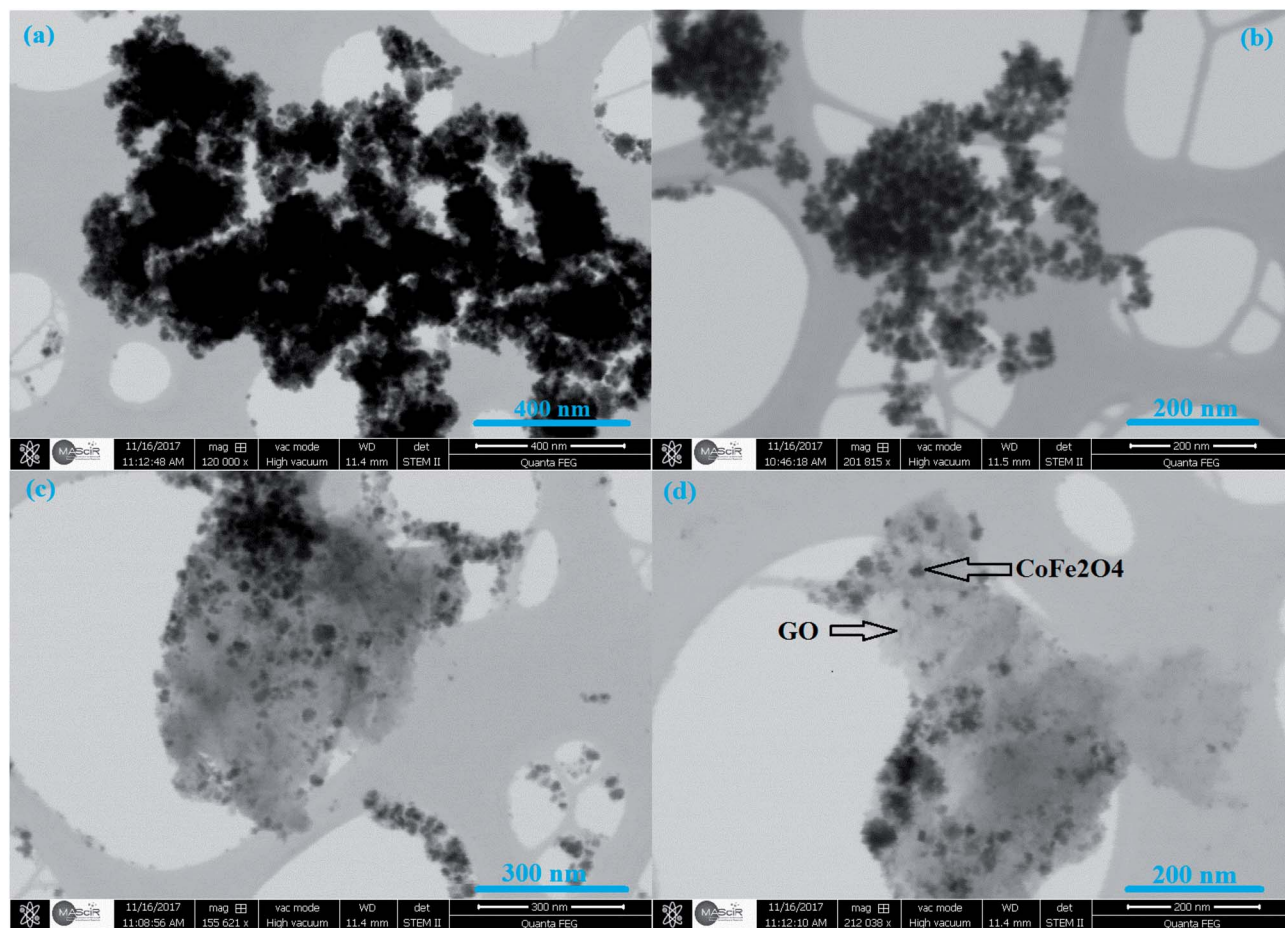 (a)
400 nm
11/16/2017
11:12:48 AM
mag
120 000 x
vac mode
High vacuum
WD
11.4 mm
det
STEM II
400 nm
Quanta FEG
MAScIR
(b)
200 nm
11/16/2017
10:46:18 AM
mag
201 815 x
vac mode
High vacuum
WD
11.5 mm
det
STEM II
200 nm
Quanta FEG
MAScIR
(c)
300 nm
11/16/2017
11:08:56 AM
mag
155 621 x
vac mode
High vacuum
WD
11.4 mm
det
STEM II
300 nm
Quanta FEG
MAScIR
(d)
CoFe2O4
GO
200 nm
11/16/2017
11:12:10 AM
mag
212 038 x
vac mode
High vacuum
WD
11.4 mm
det
STEM II
200 nm
Quanta FEG
MAScIR